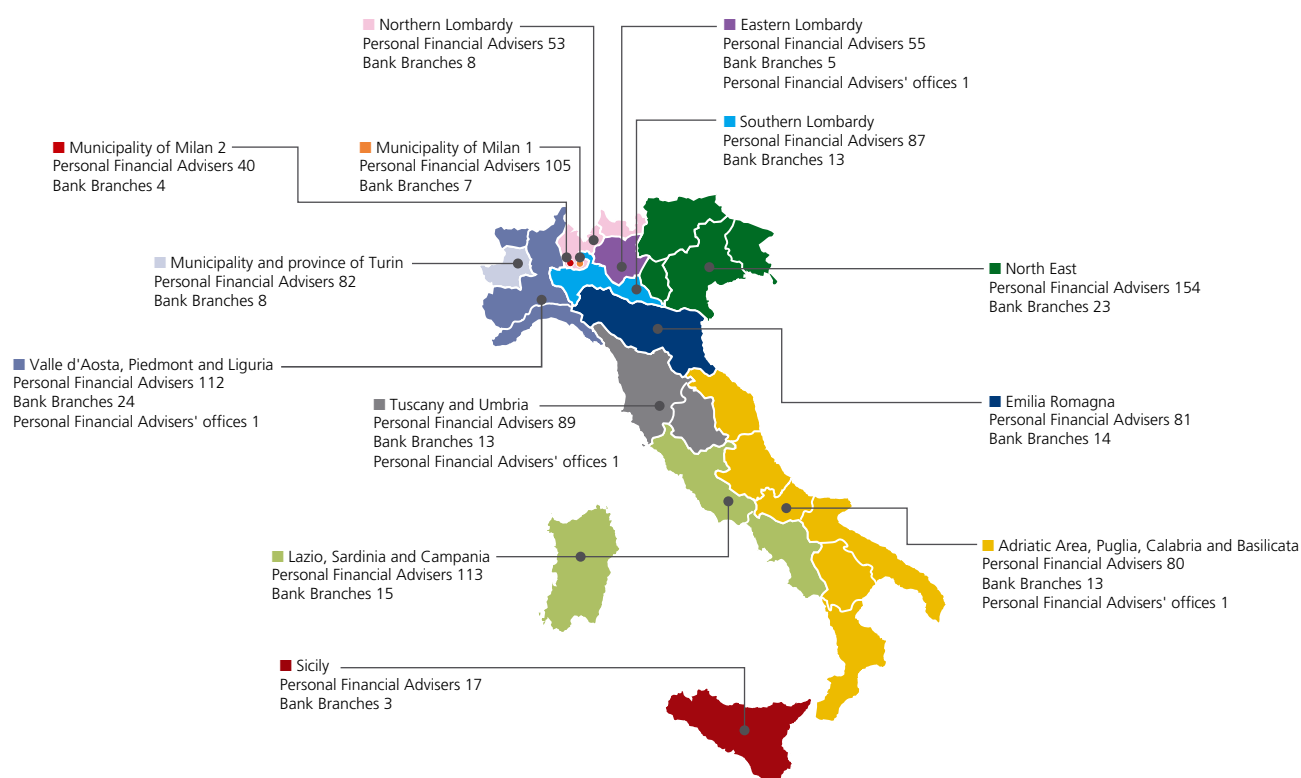 Northern Lombardy
Personal Financial Advisers 53
Bank Branches 8
Eastern Lombardy
Personal Financial Advisers 55
Bank Branches 5
Personal Financial Advisers' offices 1
Southern Lombardy
Personal Financial Advisers 87
Bank Branches 13
Municipality of Milan 2
Personal Financial Advisers 40
Bank Branches 4
Municipality of Milan 1
Personal Financial Advisers 105
Bank Branches 7
Municipality and province of Turin
Personal Financial Advisers 82
Bank Branches 8
North East
Personal Financial Advisers 154
Bank Branches 23
Valle d'Aosta, Piedmont and Liguria
Personal Financial Advisers 112
Bank Branches 24
Personal Financial Advisers' offices 1
Tuscany and Umbria
Personal Financial Advisers 89
Bank Branches 13
Personal Financial Advisers' offices 1
Emilia Romagna
Personal Financial Advisers 81
Bank Branches 14
Lazio, Sardinia and Campania
Personal Financial Advisers 113
Bank Branches 15
Adriatic Area, Puglia, Calabria and Basilicata
Personal Financial Advisers 80
Bank Branches 13
Personal Financial Advisers' offices 1
Sicily
Personal Financial Advisers 17
Bank Branches 3